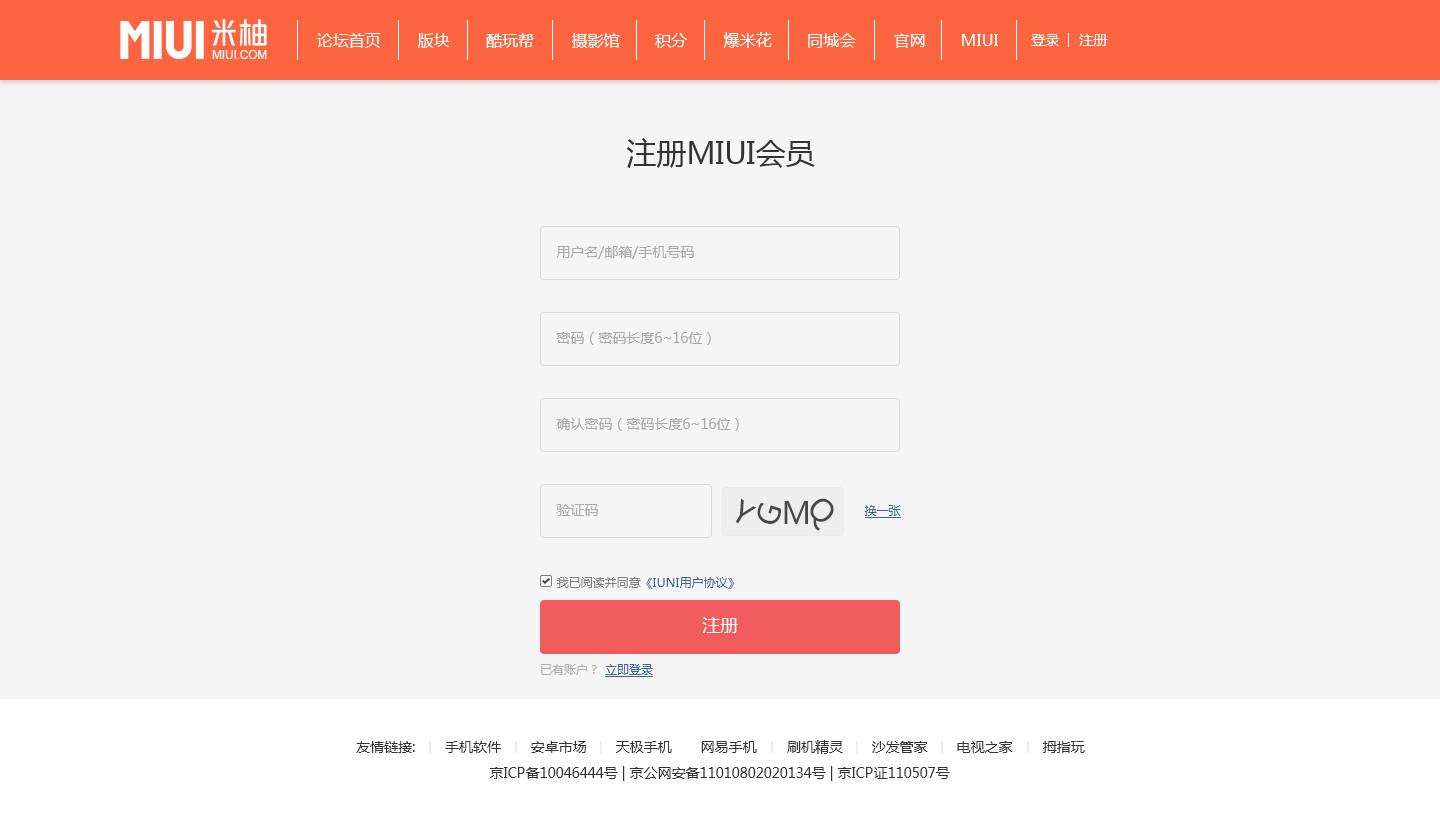 MIUI 米柚 MIUI.COM 论坛首页 版块 酷玩帮 摄影馆 积分 爆米花 同城会 官网 MIUI 登录 | 注册
注册MIUI会员
用户名/邮箱/手机号码
密码（密码长度6~16位）
确认密码（密码长度6~16位）
验证码 YGMP 换一张
我已阅读并同意《IUNI用户协议》
注册
已有账户？ 立即登录
友情链接: | 手机软件 | 安卓市场 | 天极手机 网易手机 | 刷机精灵 | 沙发管家 | 电视之家 | 拇指玩
京ICP备10046444号 | 京公网安备11010802020134号 | 京ICP证110507号